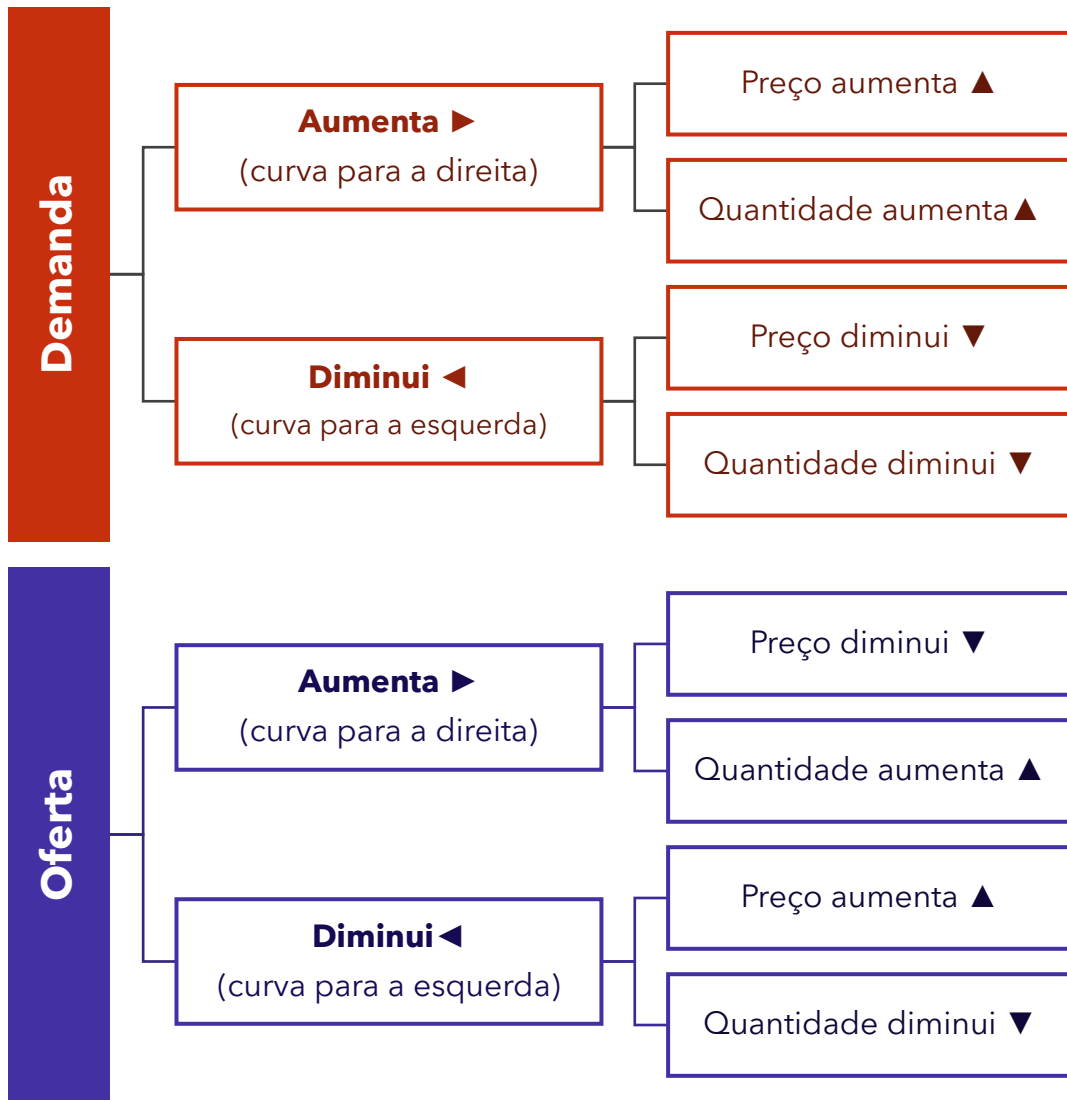 Demanda
Aumenta ►
(curva para a direita)
Preço aumenta ▲
Quantidade aumenta▲
Diminui ◄
(curva para a esquerda)
Preço diminui ▼
Quantidade diminui ▼
Oferta
Aumenta ►
(curva para a direita)
Preço diminui ▼
Quantidade aumenta ▲
Diminui◄
(curva para a esquerda)
Preço aumenta ▲
Quantidade diminui ▼